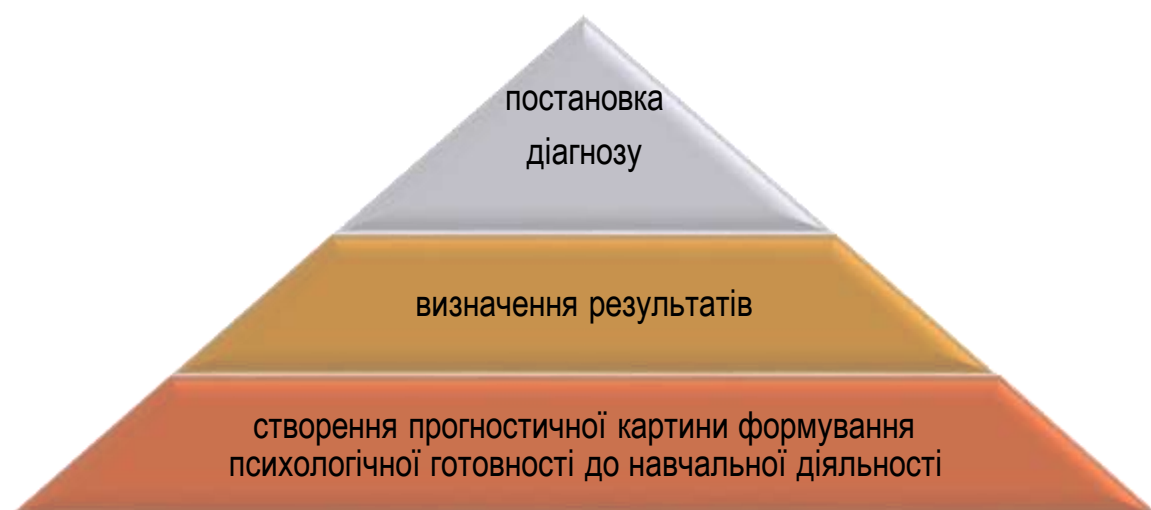 постановка
діагнозу
визначення результатів
створення прогностичної картини формування
психологічної готовності до навчальної діяльності